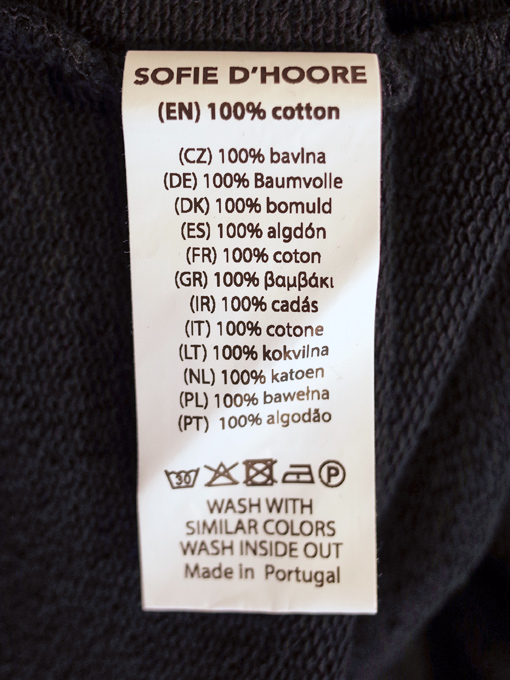 SOFIE D'HOORE
(EN) 100% cotton
(CZ) 100% bavlna
(DE) 100% Baumvolle
(DK) 100% bomuld
(ES) 100% algdón
(FR) 100% coton
(GR) 100% βαμβάκι
(IR) 100% cadás
(IT) 100% cotone
(LT) 100% kokvilna
(NL) 100% katoen
(PL) 100% bawełna
(PT) 100% algodão
30 P
WASH WITH
SIMILAR COLORS
WASH INSIDE OUT
Made in Portugal